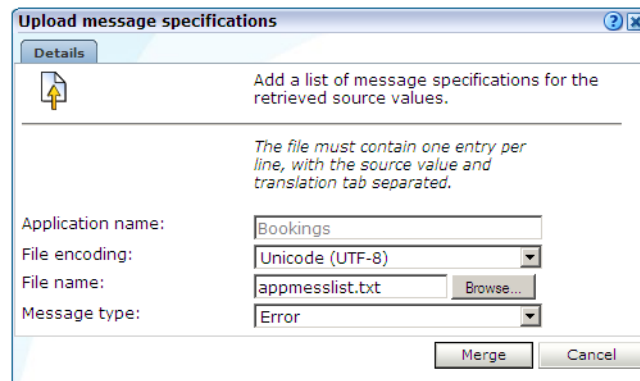 Upload message specifications
Details
Add a list of message specifications for the
retrieved source values.
The file must contain one entry per
line, with the source value and
translation tab separated.
Application name: Bookings
File encoding: Unicode (UTF-8)
File name: appmesslist.txt Browse...
Message type: Error
Merge Cancel